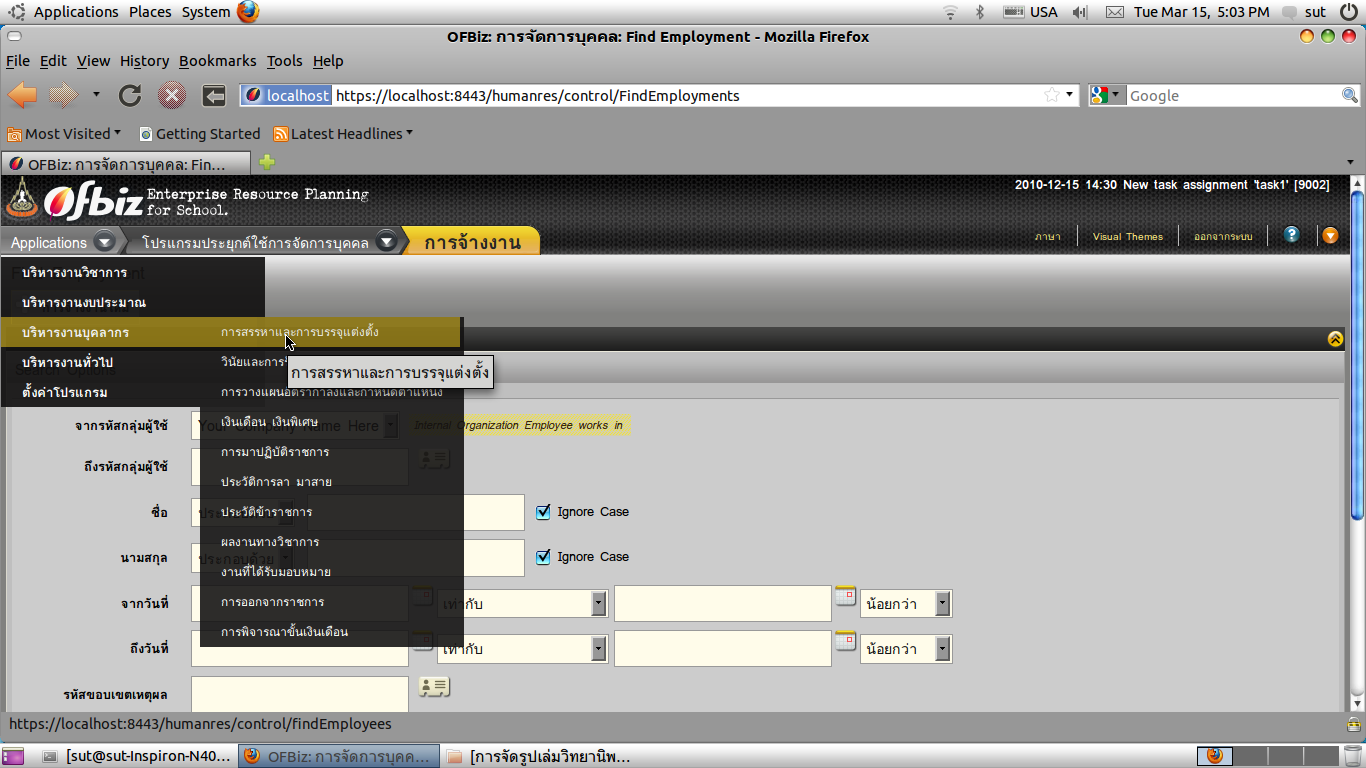 Applications Places System USA Tue Mar 15, 5:03 PM sut
OFBiz: การจัดการบุคคล: Find Employment - Mozilla Firefox
File Edit View History Bookmarks Tools Help
localhost https://localhost:8443/humanres/control/FindEmployments Google
Most Visited Getting Started Latest Headlines
OFBiz: การจัดการบุคคล: Fin...
2010-12-15 14:30 New task assignment 'task1' [9002]
Ofbiz Enterprise Resource Planning
for School.
Applications โปรแกรมประยุกต์ใช้การจัดการบุคคล การจ้างงาน ภาษา Visual Themes ออกจากระบบ
บริหารงานวิชาการ
บริหารงานงบประมาณ
บริหารงานบุคลากร การสรรหาและการบรรจุแต่งตั้ง
บริหารงานทั่วไป วินัยและการ
การสรรหาและการบรรจุแต่งตั้ง
ตั้งค่าโปรแกรม การวางแผนอัตรากำลังและกำหนดตำแหน่ง
จากรหัสกลุ่มผู้ใช้ Your Company Name Here เงินเดือน เงินพิเศษ Internal Organization Employee works in
การมาปฏิบัติราชการ
ถึงรหัสกลุ่มผู้ใช้
ประวัติการลา มาสาย
ชื่อ ประวัติข้าราชการ Ignore Case
ผลงานทางวิชาการ
นามสกุล ประกอบด้วย Ignore Case
งานที่ได้รับมอบหมาย
จากวันที่ การออกจากราชการ เท่ากับ น้อยกว่า
การพิจารณาขั้นเงินเดือน
ถึงวันที่ เท่ากับ น้อยกว่า
รหัสขอบเขตเหตุผล
https://localhost:8443/humanres/control/findEmployees
[sut@sut-Inspiron-N40... OFBiz: การจัดการบุคค... [การจัดรูปเล่มวิทยานิพ...